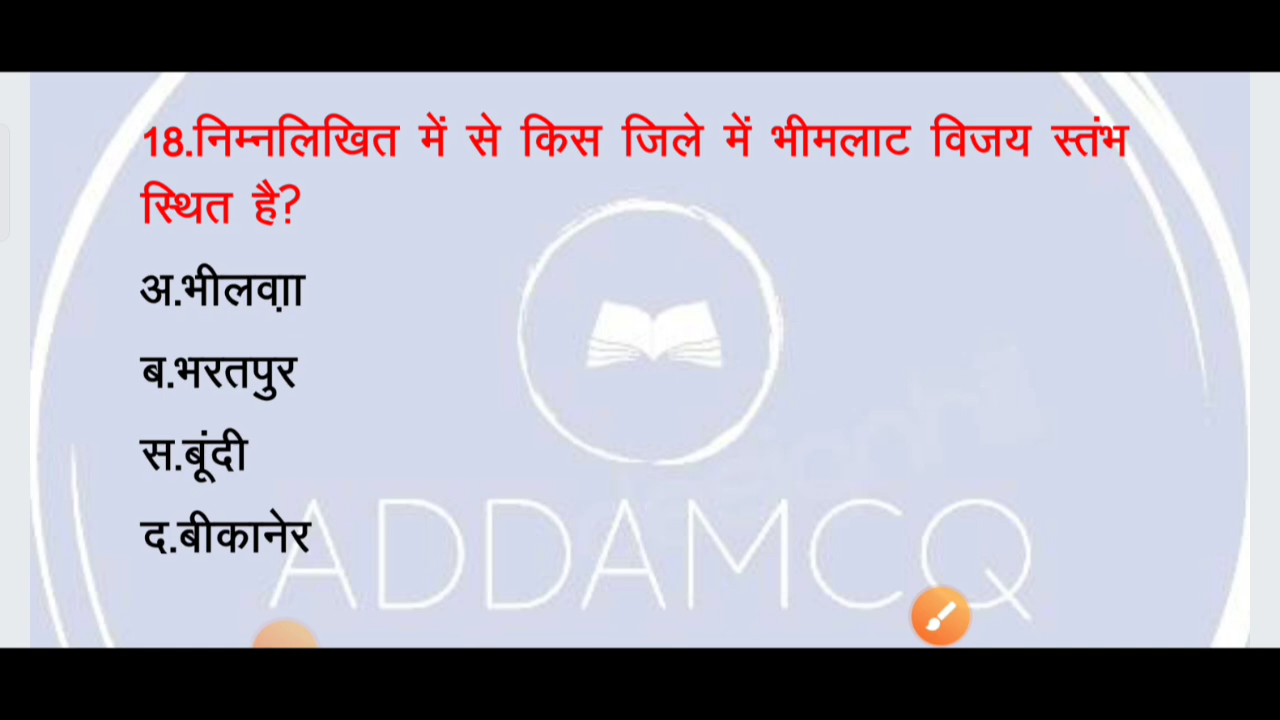 18.निम्नलिखित में से किस जिले में भीमलाट विजय स्तंभ
स्थित है?
अ.भीलवा़ा
ब.भरतपुर
स.बूंदी
द.बीकानेर
ADDAMCQ